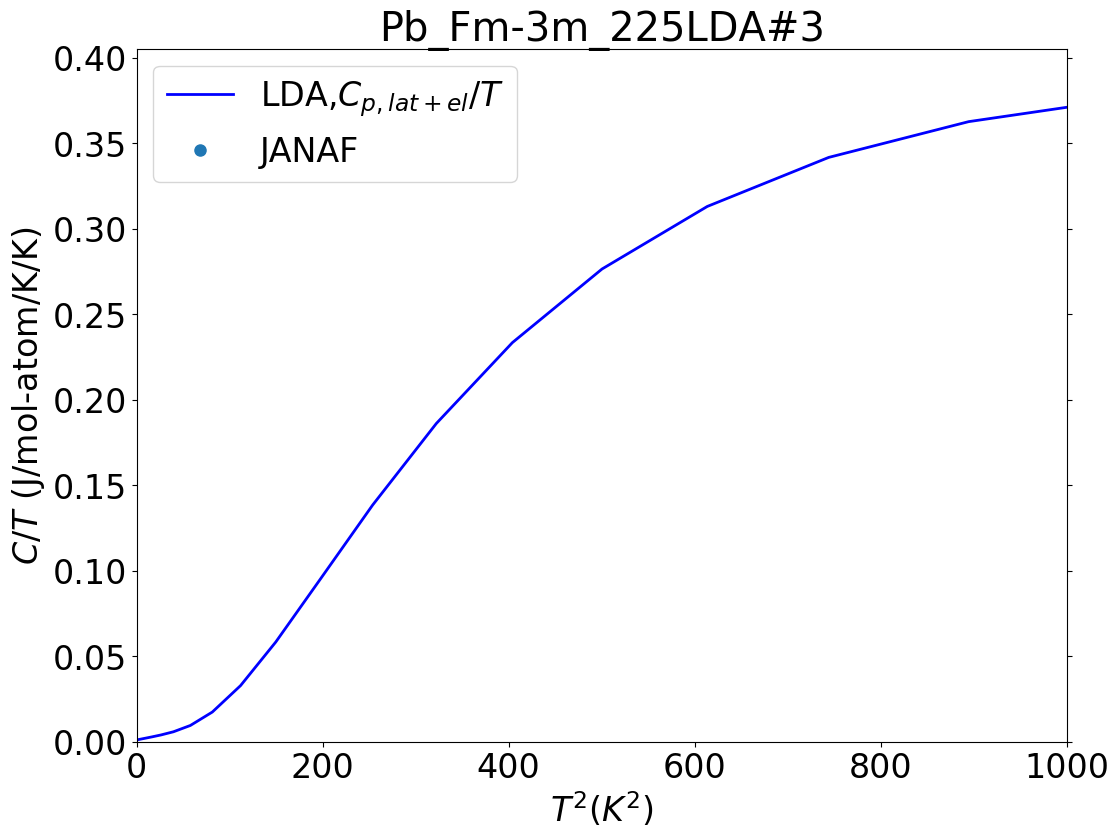 Pb_Fm-3m_225LDA#3
LDA,$C_{p,lat+el}/T$
JANAF
0.40
0.35
0.30
0.25
0.20
0.15
0.10
0.05
0.00
C/T (J/mol-atom/K/K)
0 200 400 600 800 1000
$T^2(K^2)$